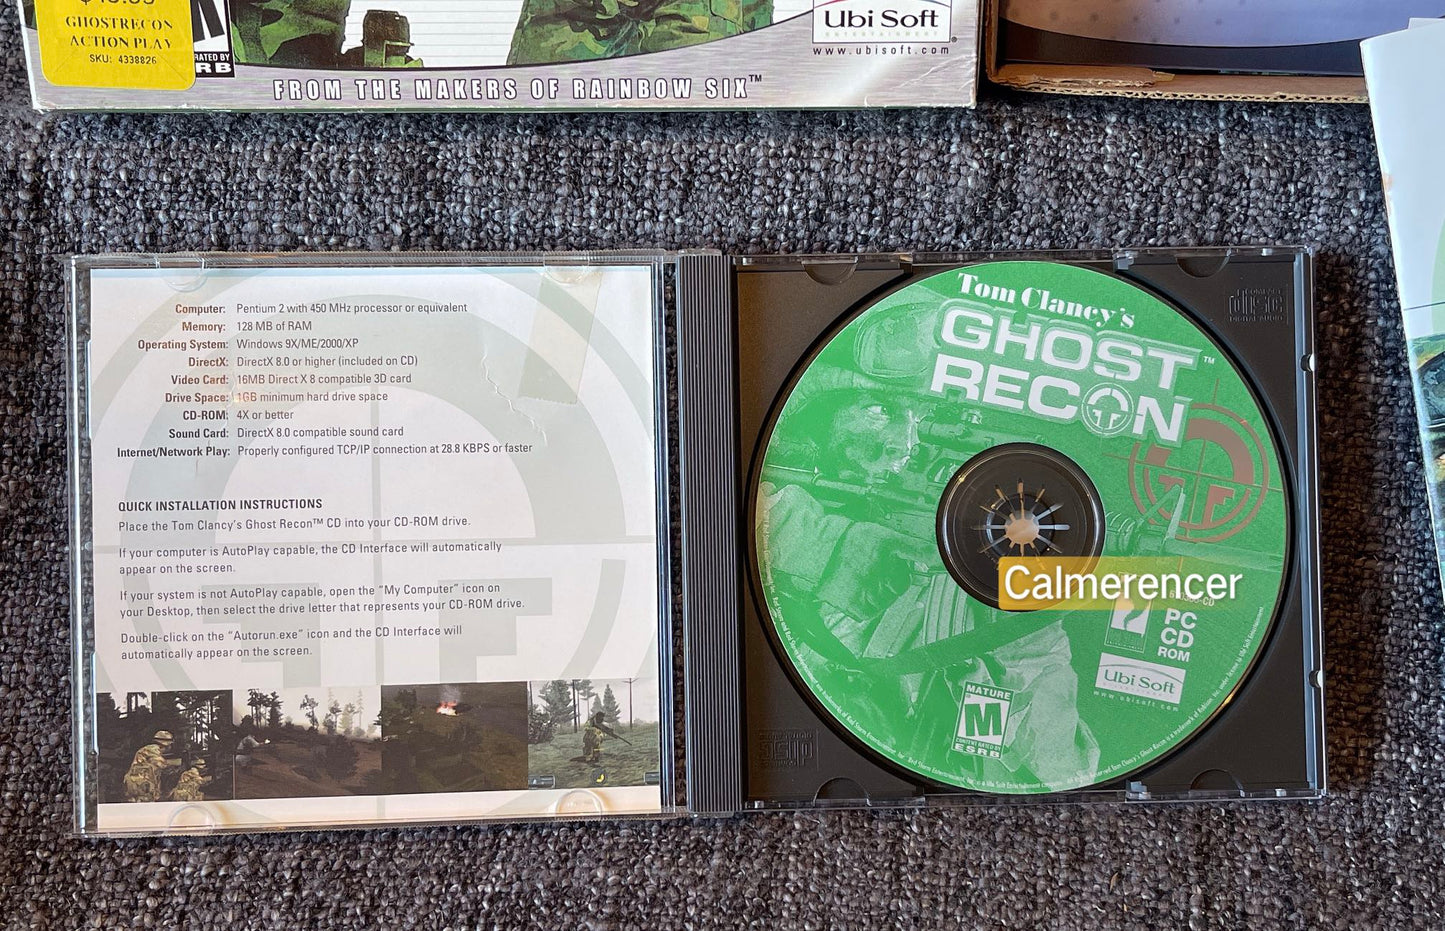 GHOSTRECON
ACTION PLAY
SKU: 4338826
RATED BY
ESRB
FROM THE MAKERS OF RAINBOW SIX™
Ubi Soft
ENTERTAINMENT
www.ubisoft.com
Computer: Pentium 2 with 450 MHz processor or equivalent
Memory: 128 MB of RAM
Operating System: Windows 9X/ME/2000/XP
DirectX: DirectX 8.0 or higher (included on CD)
Video Card: 16MB Direct X 8 compatible 3D card
Drive Space: 1GB minimum hard drive space
CD-ROM: 4X or better
Sound Card: DirectX 8.0 compatible sound card
Internet/Network Play: Properly configured TCP/IP connection at 28.8 KBPS or faster
QUICK INSTALLATION INSTRUCTIONS
Place the Tom Clancy's Ghost Recon™ CD into your CD-ROM drive.
If your computer is AutoPlay capable, the CD Interface will automatically
appear on the screen.
If your system is not AutoPlay capable, open the "My Computer" icon on
your Desktop, then select the drive letter that represents your CD-ROM drive.
Double-click on the "Autorun.exe" icon and the CD Interface will
automatically appear on the screen.
COMPACT
disc
DIGITAL AUDIO
Tom Clancy's
GHOST
RECON™
Calmerencer
PC
CD
ROM
Ubi Soft
www.ubisoft.com
MATURE
M
CONTENT RATED BY
ESRB